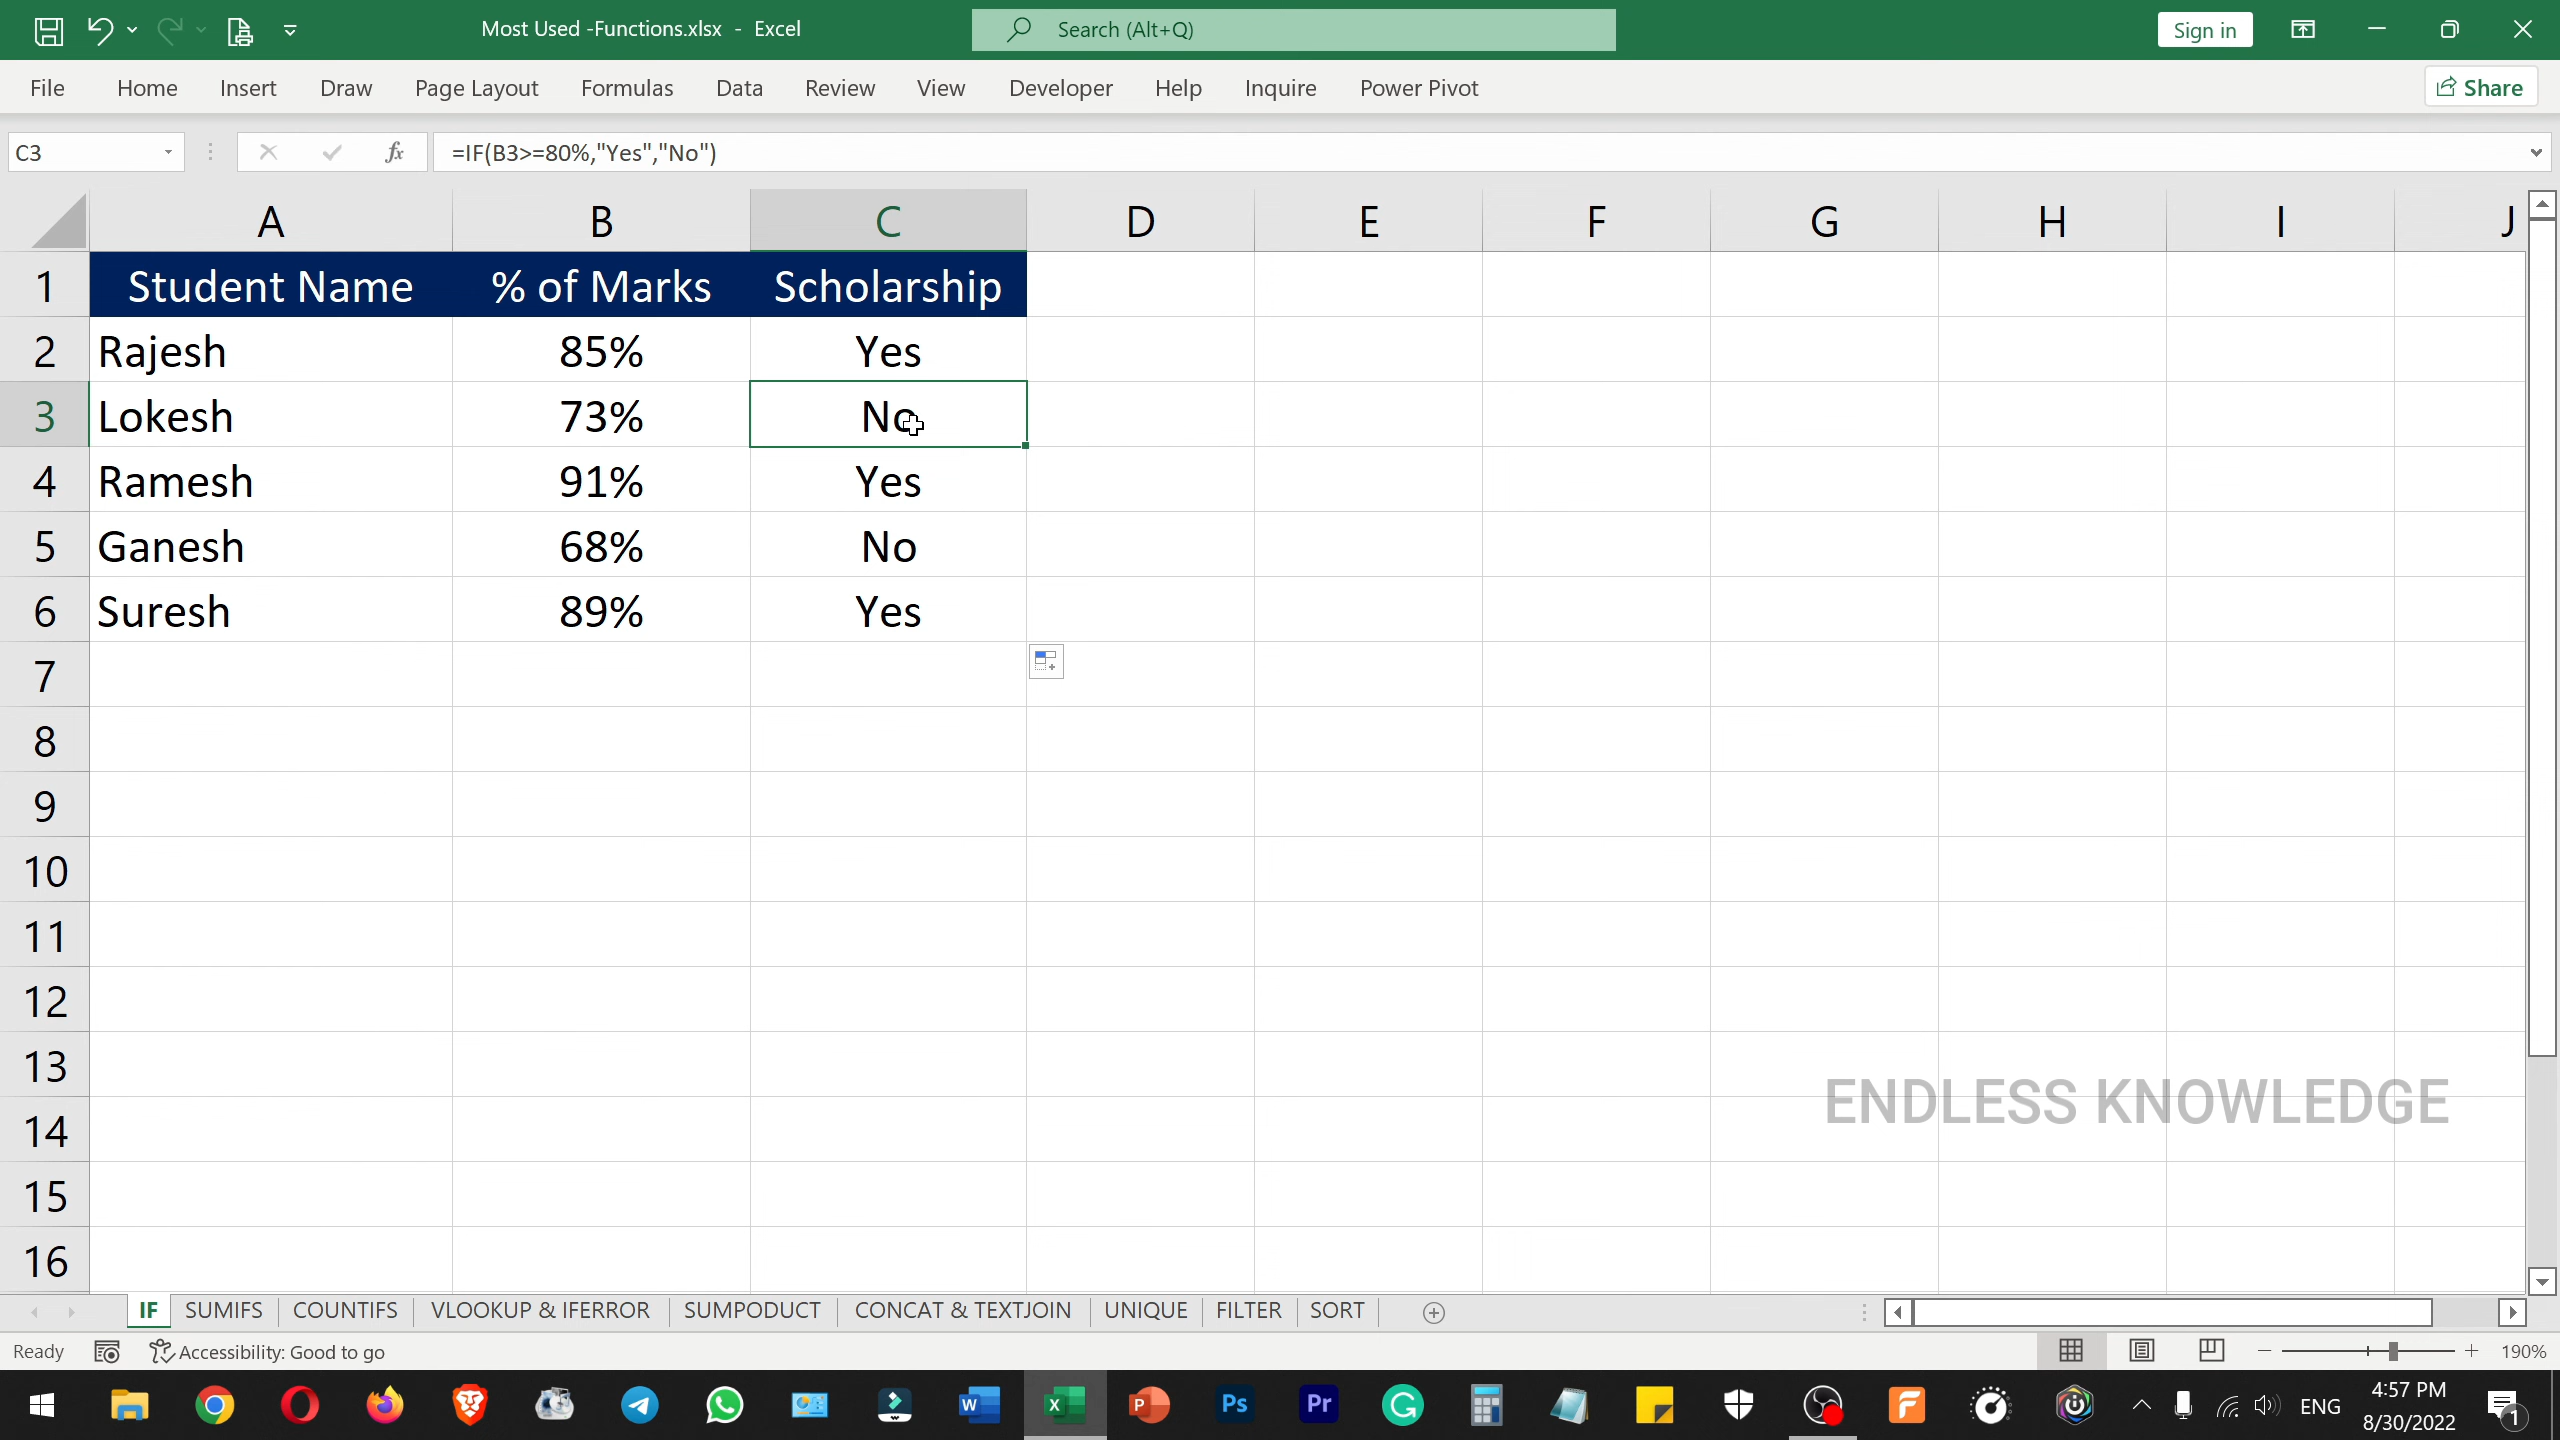 Most Used -Functions.xlsx - Excel
Search (Alt+Q)
Sign in
File Home Insert Draw Page Layout Formulas Data Review View Developer Help Inquire Power Pivot
Share
C3
fx
=IF(B3>=80%,"Yes","No")
A B C D E F G H I J
1 Student Name % of Marks Scholarship
2 Rajesh 85% Yes
3 Lokesh 73% No
4 Ramesh 91% Yes
5 Ganesh 68% No
6 Suresh 89% Yes
7
8
9
10
11
12
13
ENDLESS KNOWLEDGE
14
15
16
IF SUMIFS COUNTIFS VLOOKUP & IFERROR SUMPODUCT CONCAT & TEXTJOIN UNIQUE FILTER SORT
Ready Accessibility: Good to go 190%
W X P Ps Pr G F ENG
4:57 PM
8/30/2022
1